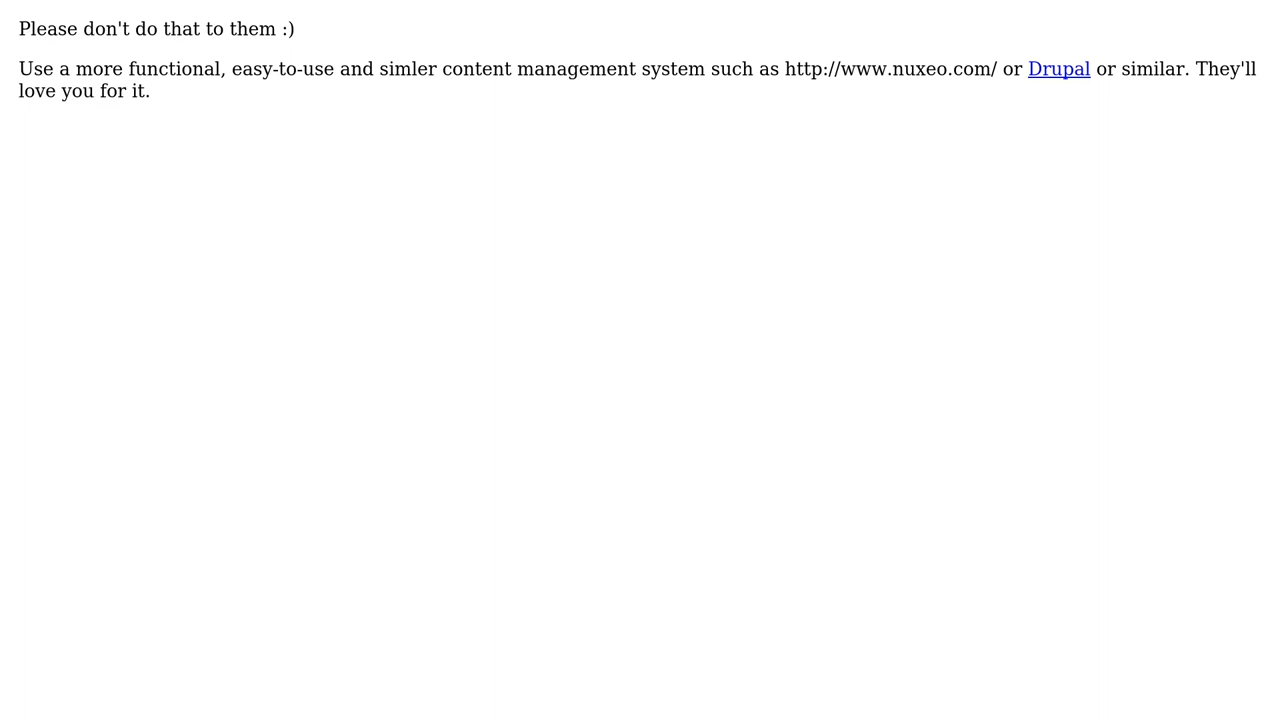 Please don't do that to them :)
Use a more functional, easy-to-use and simler content management system such as http://www.nuxeo.com/ or Drupal or similar. They'll
love you for it.